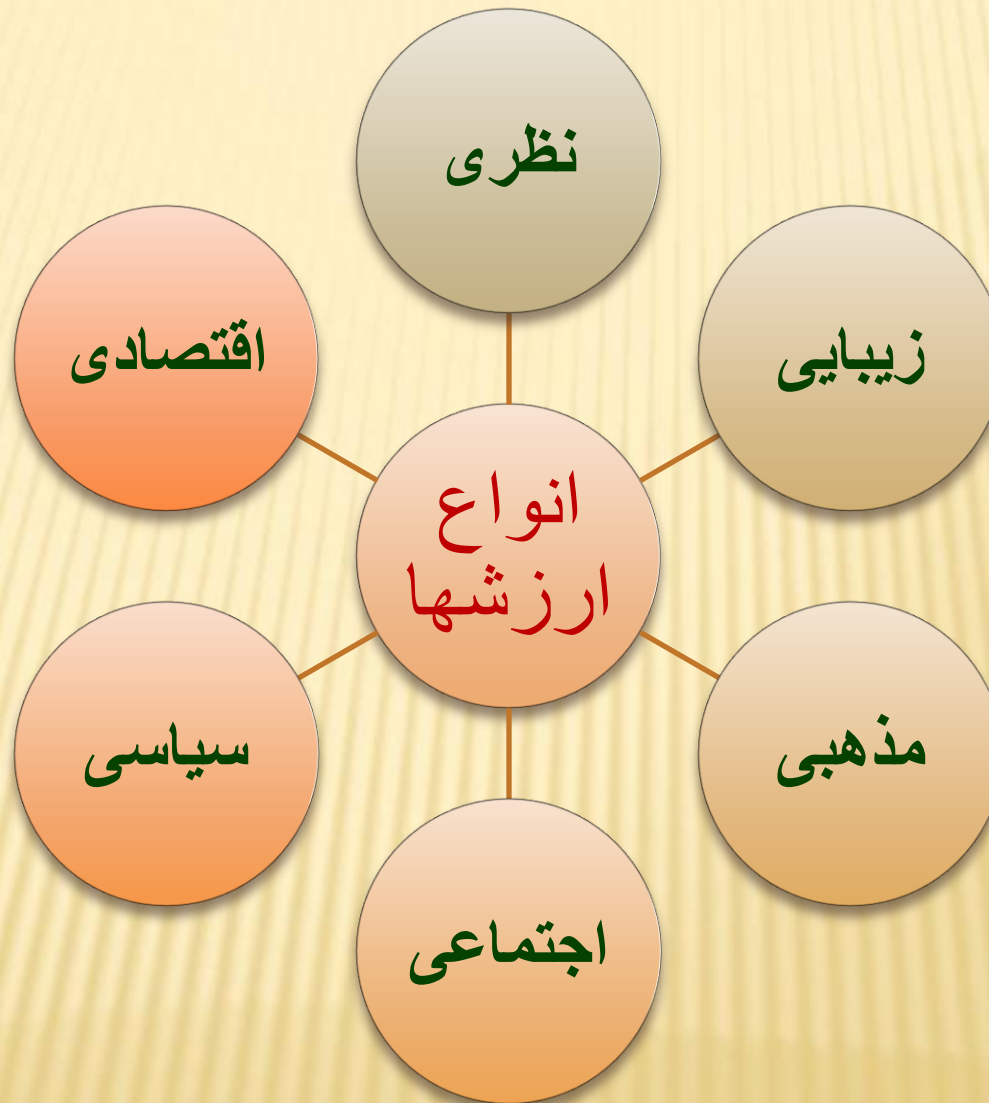 نظری
زیبایی
اقتصادی
انواع
ارزشها
مذهبی
سیاسی
اجتماعی